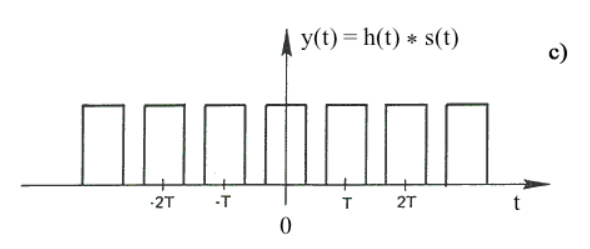 y(t) = h(t) ∗ s(t)
c)
-2T -T T 2T t
0